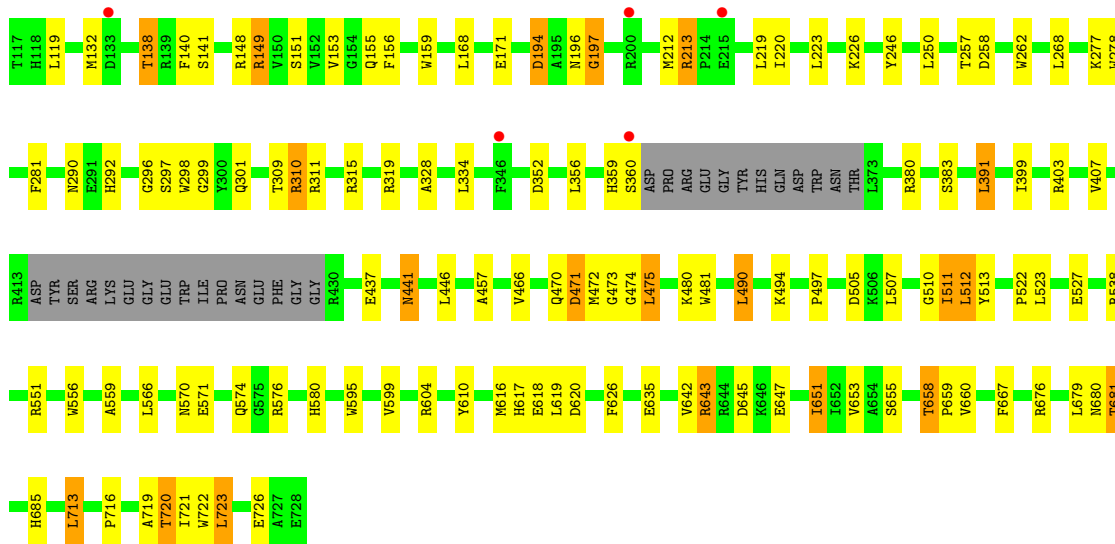 T117 H118 L119 M132 D133 T138 R139 F140 S141 R148 R149 V150 S151 V152 V153 G154 Q155 F156 W159 L168 E171 D194 A195 N196 G197 R200 M212 R213 P214 E215 L219 I220 L223 K226 Y246 L250 T257 D258 W262 L268 K277
F281 N290 E291 H292 G296 S297 W298 G299 Y300 Q301 T309 R310 R311 R315 R319 A328 L334 F346 D352 L356 H359 S360 ASP PRO ARG GLU GLY TYR HIS GLN ASP TRP ASN THR L373 R380 S383 L391 I399 R403 V407
R413 ASP TYR SER ARG LYS GLU GLY GLU TRP ILE PRO ASN GLU PHE GLY GLY R430 E437 N441 L446 A457 V466 Q470 D471 M472 G473 G474 L475 K480 W481 L490 K494 P497 D505 K506 L507 G510 I511 L512 Y513 P522 L523 E527
R551 W556 A559 L566 N570 E571 Q574 G575 R576 H580 W595 V599 R604 Y610 M616 H617 E618 L619 D620 F626 E635 V642 R643 R644 D645 K646 E647 I651 I652 V653 A654 S655 T658 P659 V660 F667 R676 L679 N680
H685 L713 P716 A719 T720 I721 W722 L723 E726 A727 E728